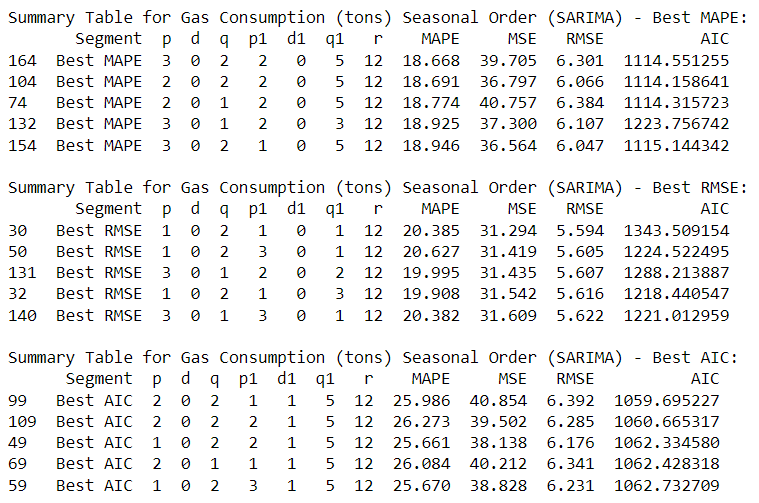 Summary Table for Gas Consumption (tons) Seasonal Order (SARIMA) - Best MAPE:
Segment p d q p1 d1 q1 r MAPE MSE RMSE AIC
164 Best MAPE 3 0 2 2 0 5 12 18.668 39.705 6.301 1114.551255
104 Best MAPE 2 0 2 2 0 5 12 18.691 36.797 6.066 1114.158641
74 Best MAPE 2 0 1 2 0 5 12 18.774 40.757 6.384 1114.315723
132 Best MAPE 3 0 1 2 0 3 12 18.925 37.300 6.107 1223.756742
154 Best MAPE 3 0 2 1 0 5 12 18.946 36.564 6.047 1115.144342
Summary Table for Gas Consumption (tons) Seasonal Order (SARIMA) - Best RMSE:
Segment p d q p1 d1 q1 r MAPE MSE RMSE AIC
30 Best RMSE 1 0 2 1 0 1 12 20.385 31.294 5.594 1343.509154
50 Best RMSE 1 0 2 3 0 1 12 20.627 31.419 5.605 1224.522495
131 Best RMSE 3 0 1 2 0 2 12 19.995 31.435 5.607 1288.213887
32 Best RMSE 1 0 2 1 0 3 12 19.908 31.542 5.616 1218.440547
140 Best RMSE 3 0 1 3 0 1 12 20.382 31.609 5.622 1221.012959
Summary Table for Gas Consumption (tons) Seasonal Order (SARIMA) - Best AIC:
Segment p d q p1 d1 q1 r MAPE MSE RMSE AIC
99 Best AIC 2 0 2 1 1 5 12 25.986 40.854 6.392 1059.695227
109 Best AIC 2 0 2 2 1 5 12 26.273 39.502 6.285 1060.665317
49 Best AIC 1 0 2 2 1 5 12 25.661 38.138 6.176 1062.334580
69 Best AIC 2 0 1 1 1 5 12 26.084 40.212 6.341 1062.428318
59 Best AIC 1 0 2 3 1 5 12 25.670 38.828 6.231 1062.732709